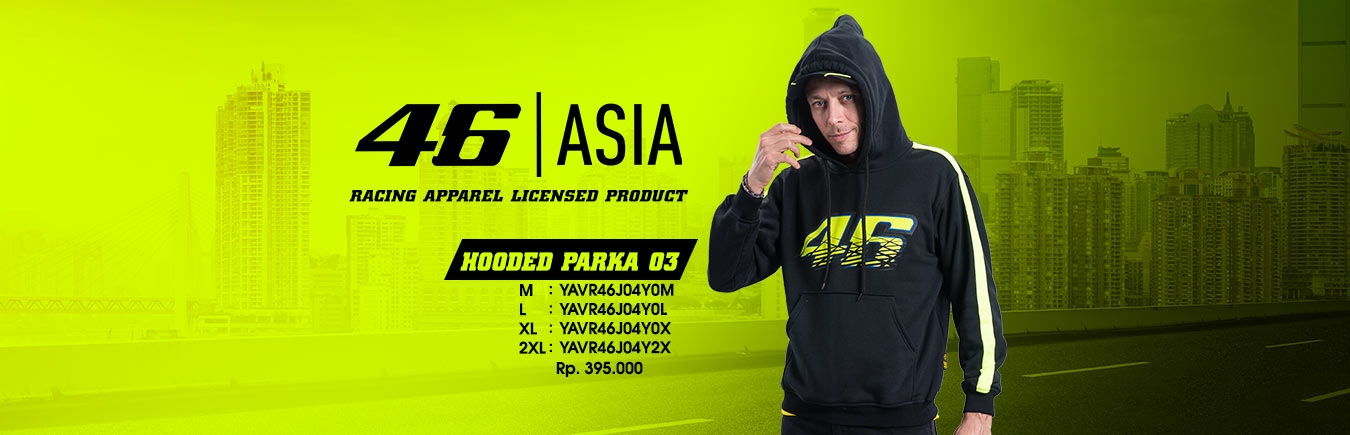 46 | ASIA
RACING APPAREL LICENSED PRODUCT
HOODED PARKA 03
M : YAVR46J04Y0M
L : YAVR46J04Y0L
XL : YAVR46J04Y0X
2XL : YAVR46J04Y2X
Rp. 395.000
46